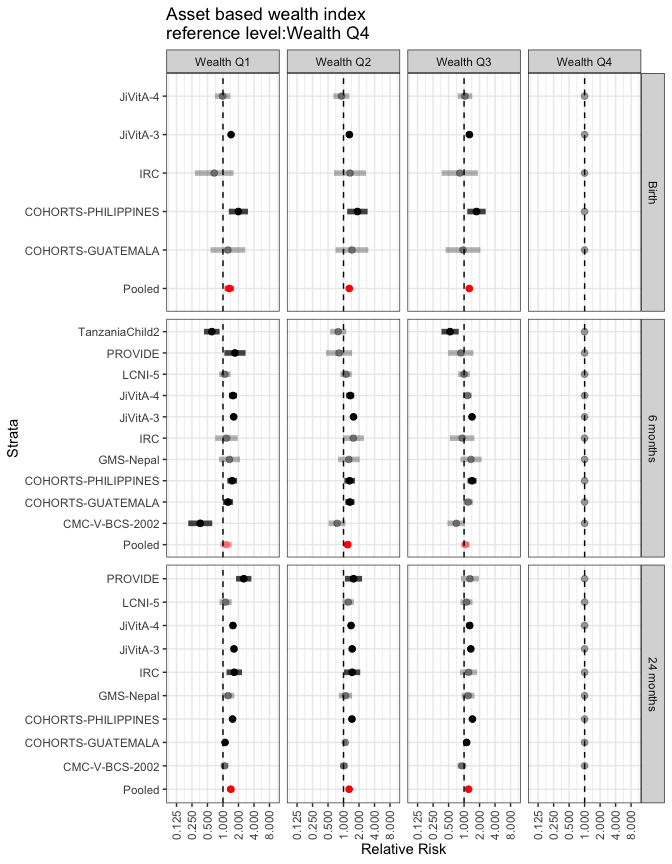 Asset based wealth index
reference level:Wealth Q4
Wealth Q1 Wealth Q2 Wealth Q3 Wealth Q4
JiVitA-4
JiVitA-3
IRC
COHORTS-PHILIPPINES
COHORTS-GUATEMALA
Pooled
Birth
TanzaniaChild2
PROVIDE
LCNI-5
JiVitA-4
JiVitA-3
IRC
GMS-Nepal
COHORTS-PHILIPPINES
COHORTS-GUATEMALA
CMC-V-BCS-2002
Pooled
6 months
PROVIDE
LCNI-5
JiVitA-4
JiVitA-3
IRC
GMS-Nepal
COHORTS-PHILIPPINES
COHORTS-GUATEMALA
CMC-V-BCS-2002
Pooled
24 months
Strata
0.125 0.250 0.500 1.000 2.000 4.000 8.000 0.125 0.250 0.500 1.000 2.000 4.000 8.000 0.125 0.250 0.500 1.000 2.000 4.000 8.000 0.125 0.250 0.500 1.000 2.000 4.000 8.000
Relative Risk